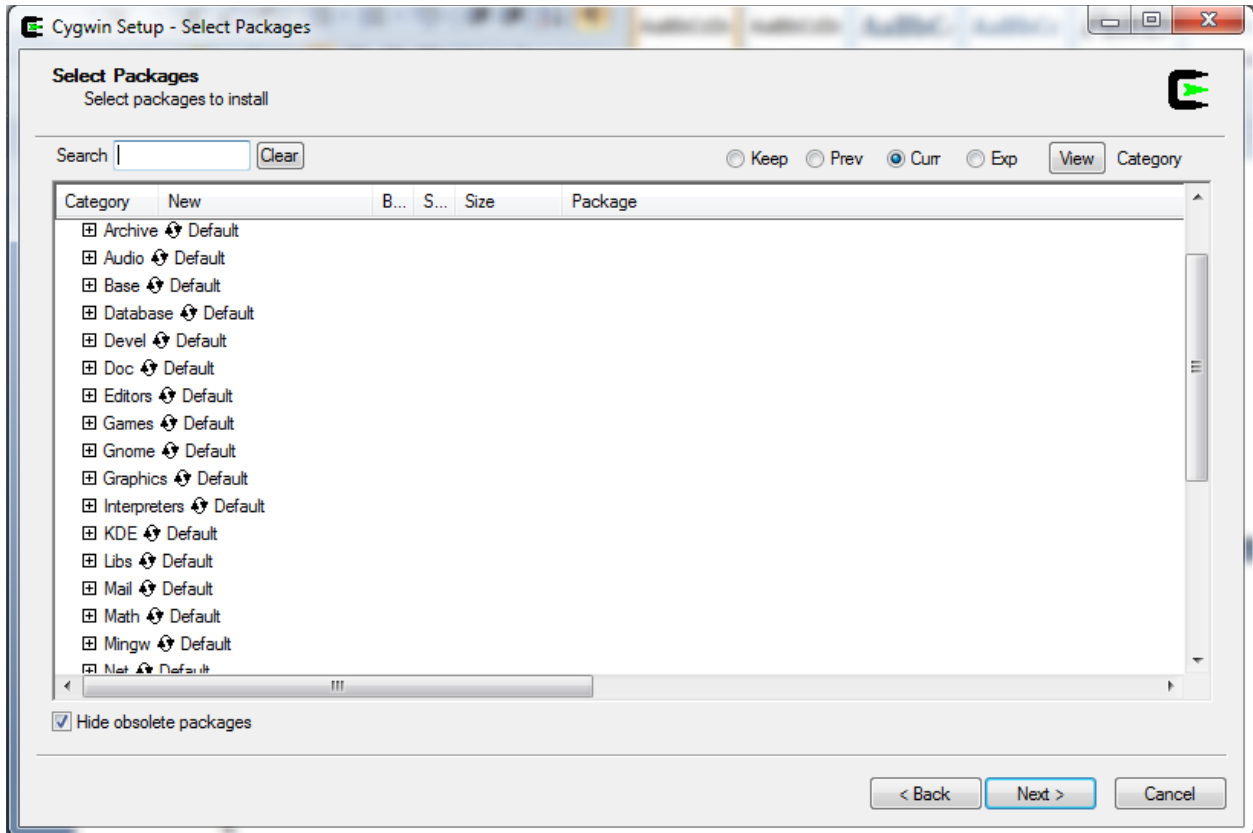 Cygwin Setup - Select Packages
Select Packages
Select packages to install
Search Clear Keep Prev Curr Exp View Category
Category New B... S... Size Package
Archive Default
Audio Default
Base Default
Database Default
Devel Default
Doc Default
Editors Default
Games Default
Gnome Default
Graphics Default
Interpreters Default
KDE Default
Libs Default
Mail Default
Math Default
Mingw Default
Net Default
Hide obsolete packages
< Back Next > Cancel